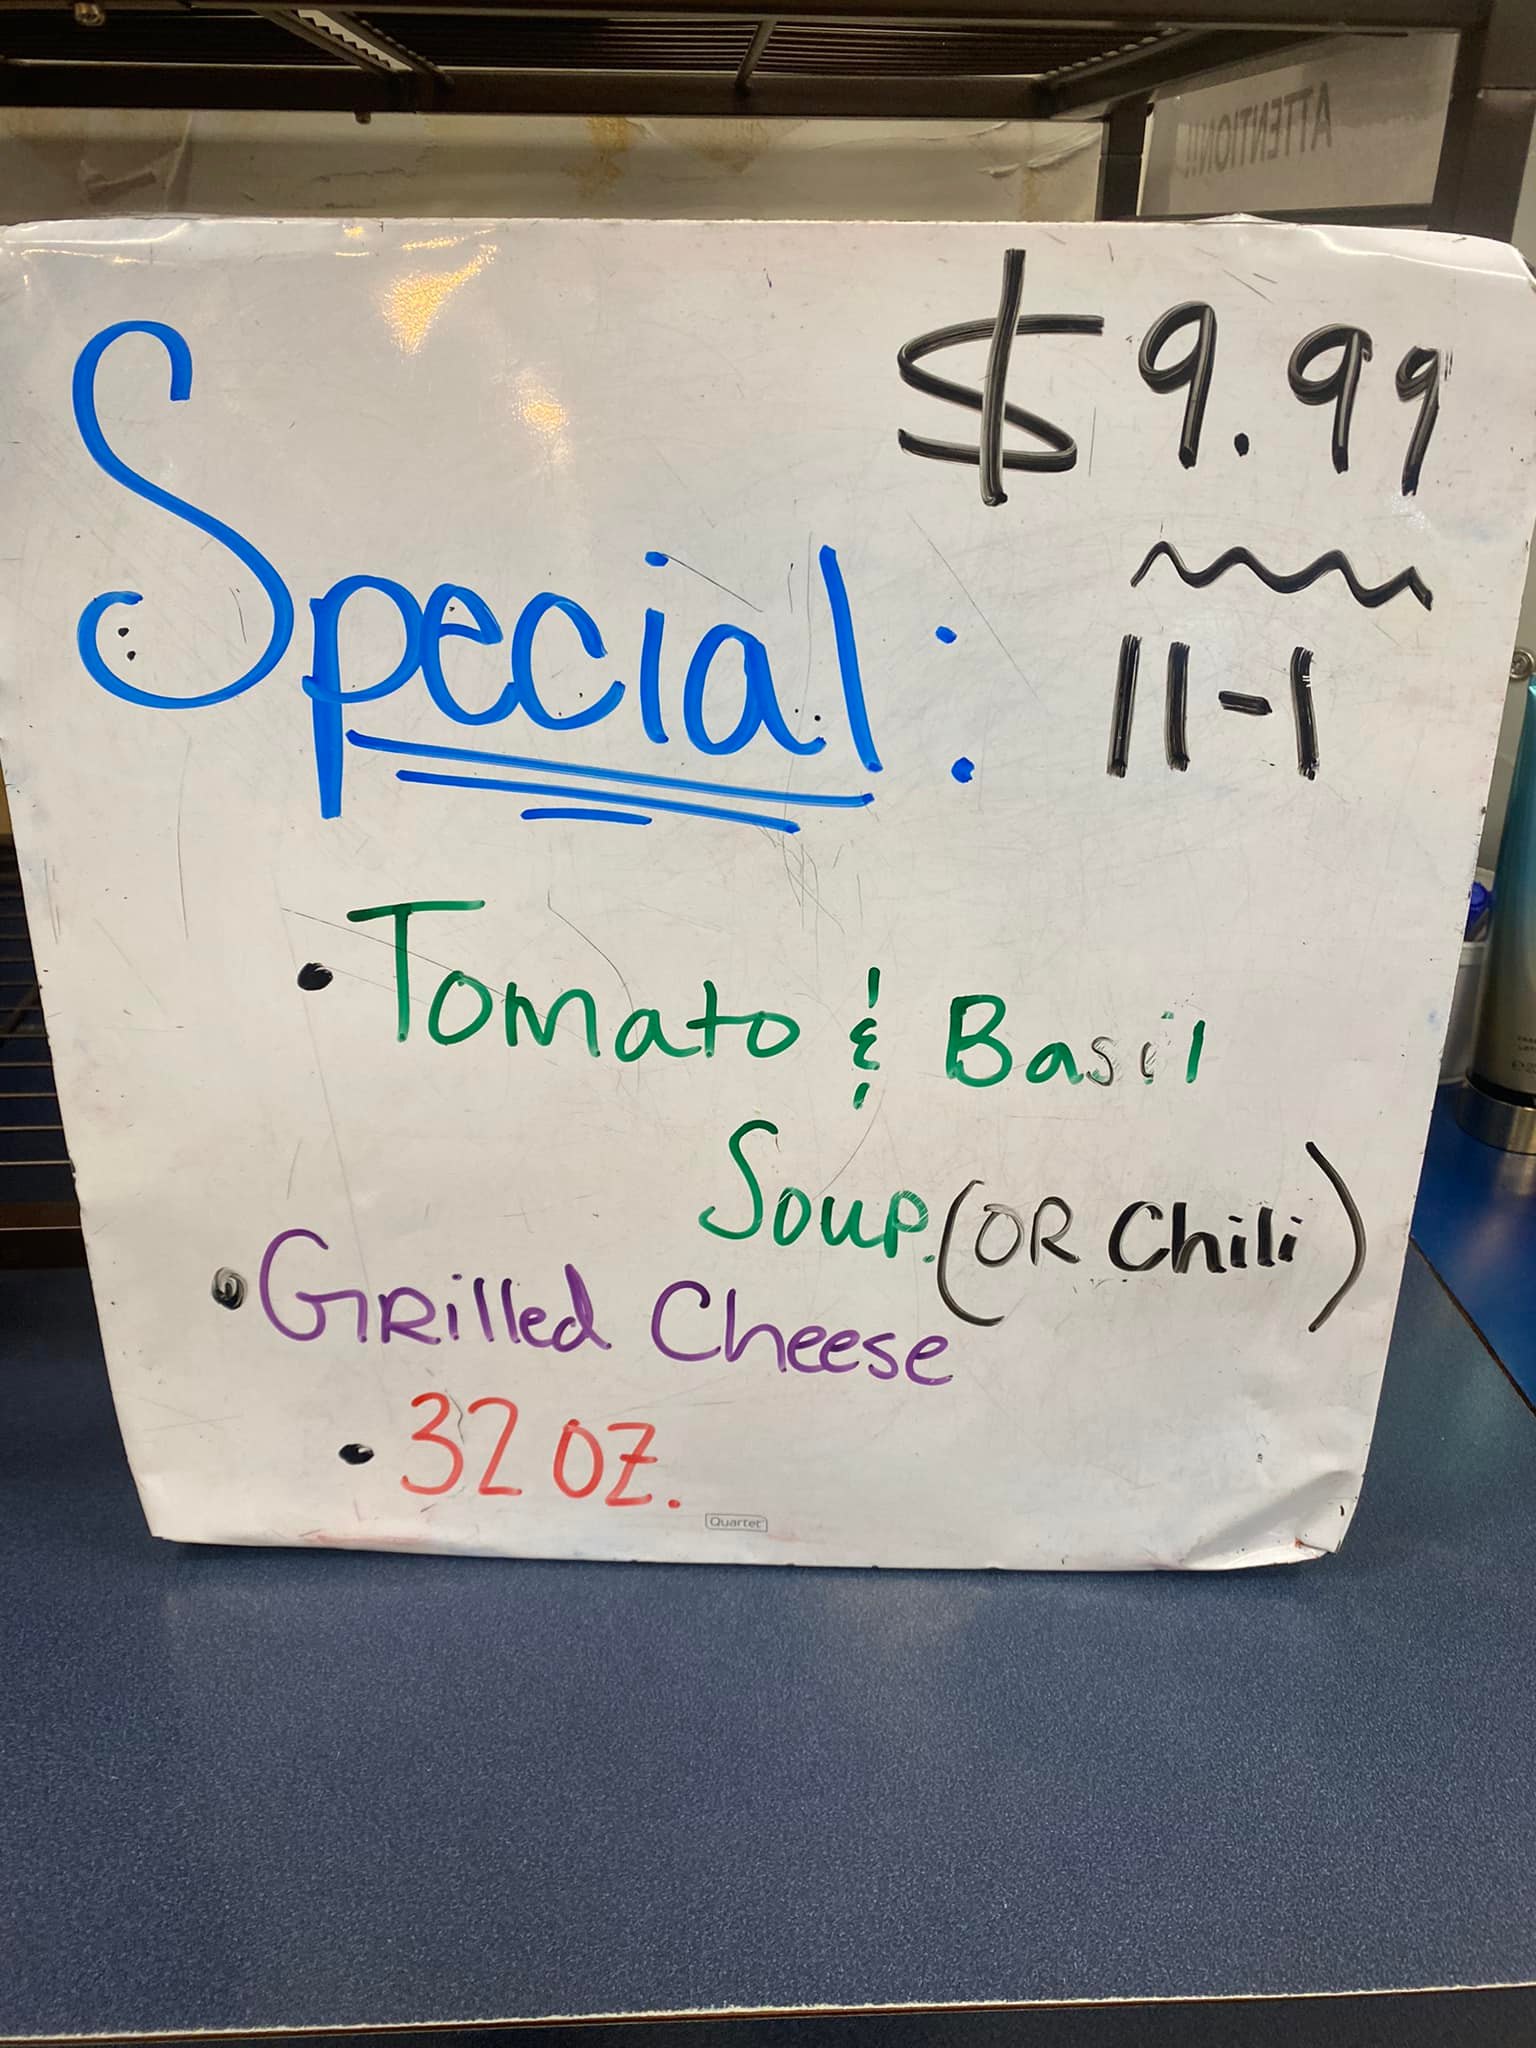 ATTENTION!!
$9.99
Special:
11-1
• Tomato & Basil
Soup. (OR Chili)
• GRilled Cheese
• 32 oz.
Quartet